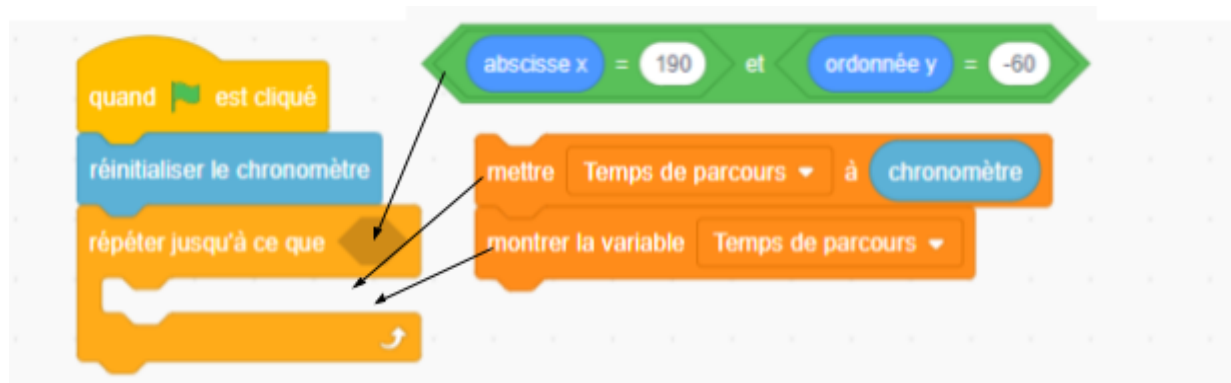 abscisse x = 190 et ordonnée y = -60
quand est cliqué
réinitialiser le chronomètre
répéter jusqu'à ce que
mettre Temps de parcours à chronomètre
montrer la variable Temps de parcours